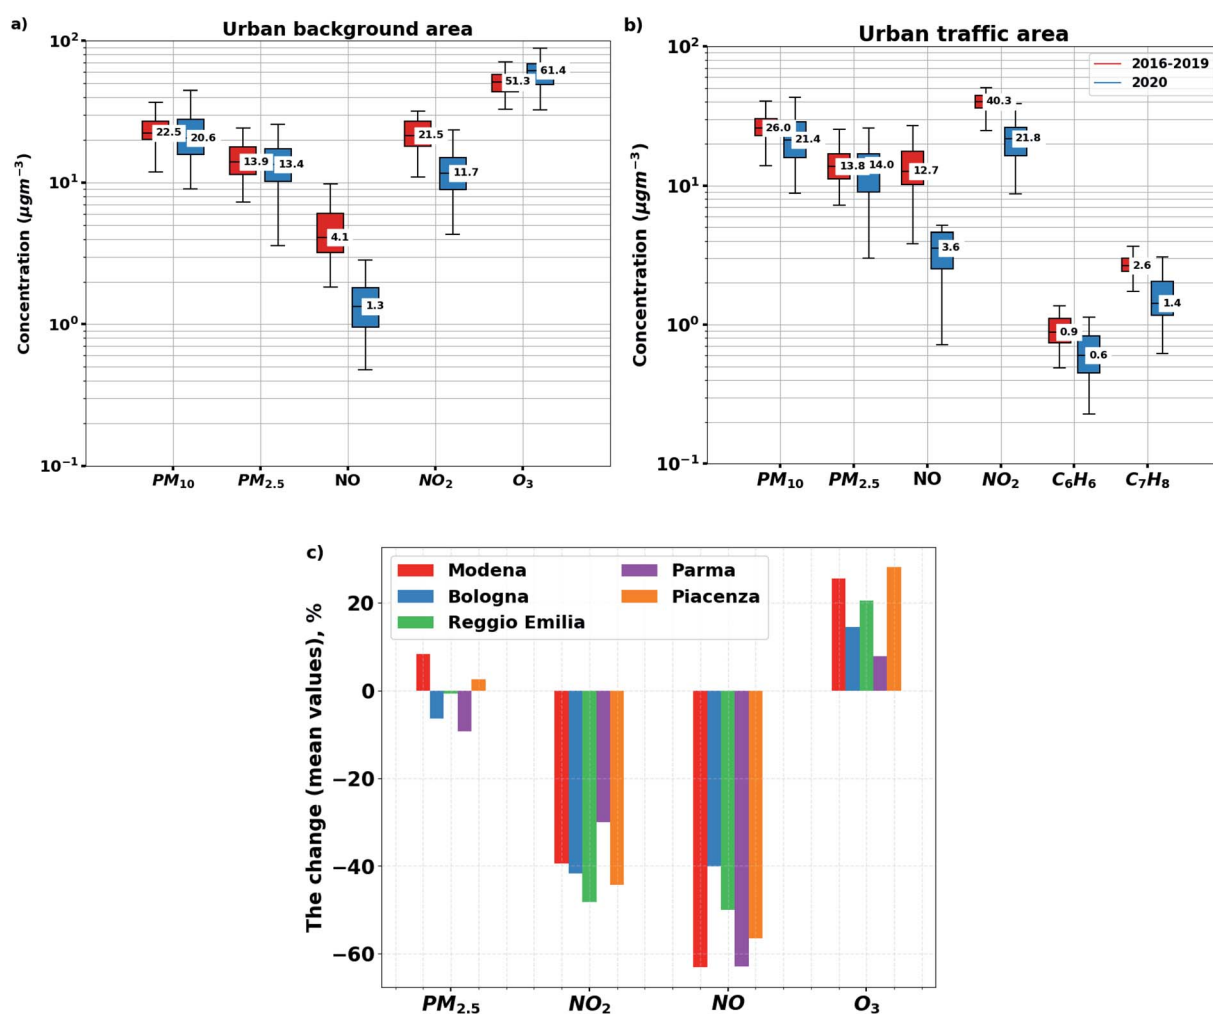 a)
Urban background area
Concentration (μgm⁻³)
10²
10¹
10⁰
10⁻¹
22.5
20.6
13.9
13.4
4.1
1.3
21.5
11.7
51.3
61.4
PM₁₀
PM₂.₅
NO
NO₂
O₃
b)
Urban traffic area
Concentration (μgm⁻³)
10²
10¹
10⁰
10⁻¹
2016-2019
2020
26.0
21.4
13.8
14.0
12.7
3.6
40.3
21.8
0.9
0.6
2.6
1.4
PM₁₀
PM₂.₅
NO
NO₂
C₆H₆
C₇H₈
c)
The change (mean values), %
20
0
−20
−40
−60
Modena
Bologna
Reggio Emilia
Parma
Piacenza
PM₂.₅
NO₂
NO
O₃